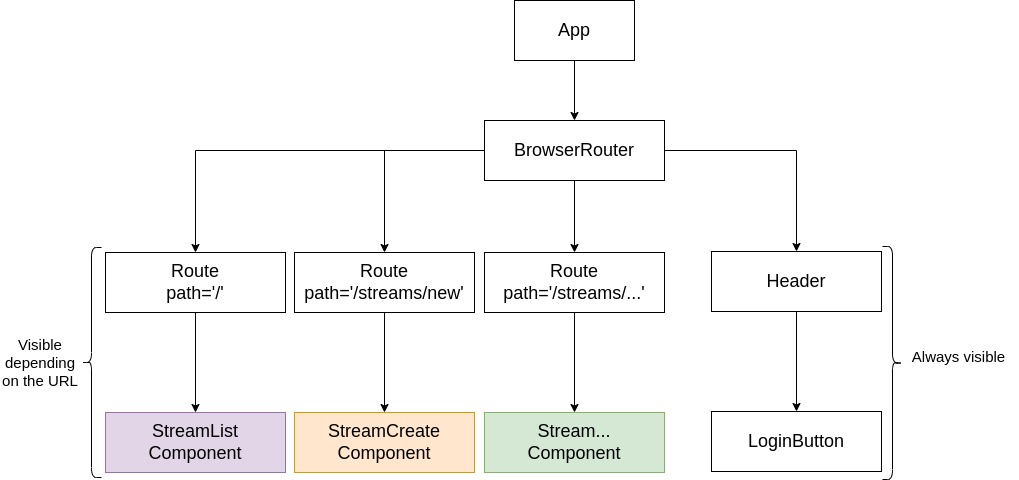 App
BrowserRouter
Route
path='/'
Route
path='/streams/new'
Route
path='/streams/...'
Header
Visible
depending
on the URL
Always visible
StreamList
Component
StreamCreate
Component
Stream...
Component
LoginButton